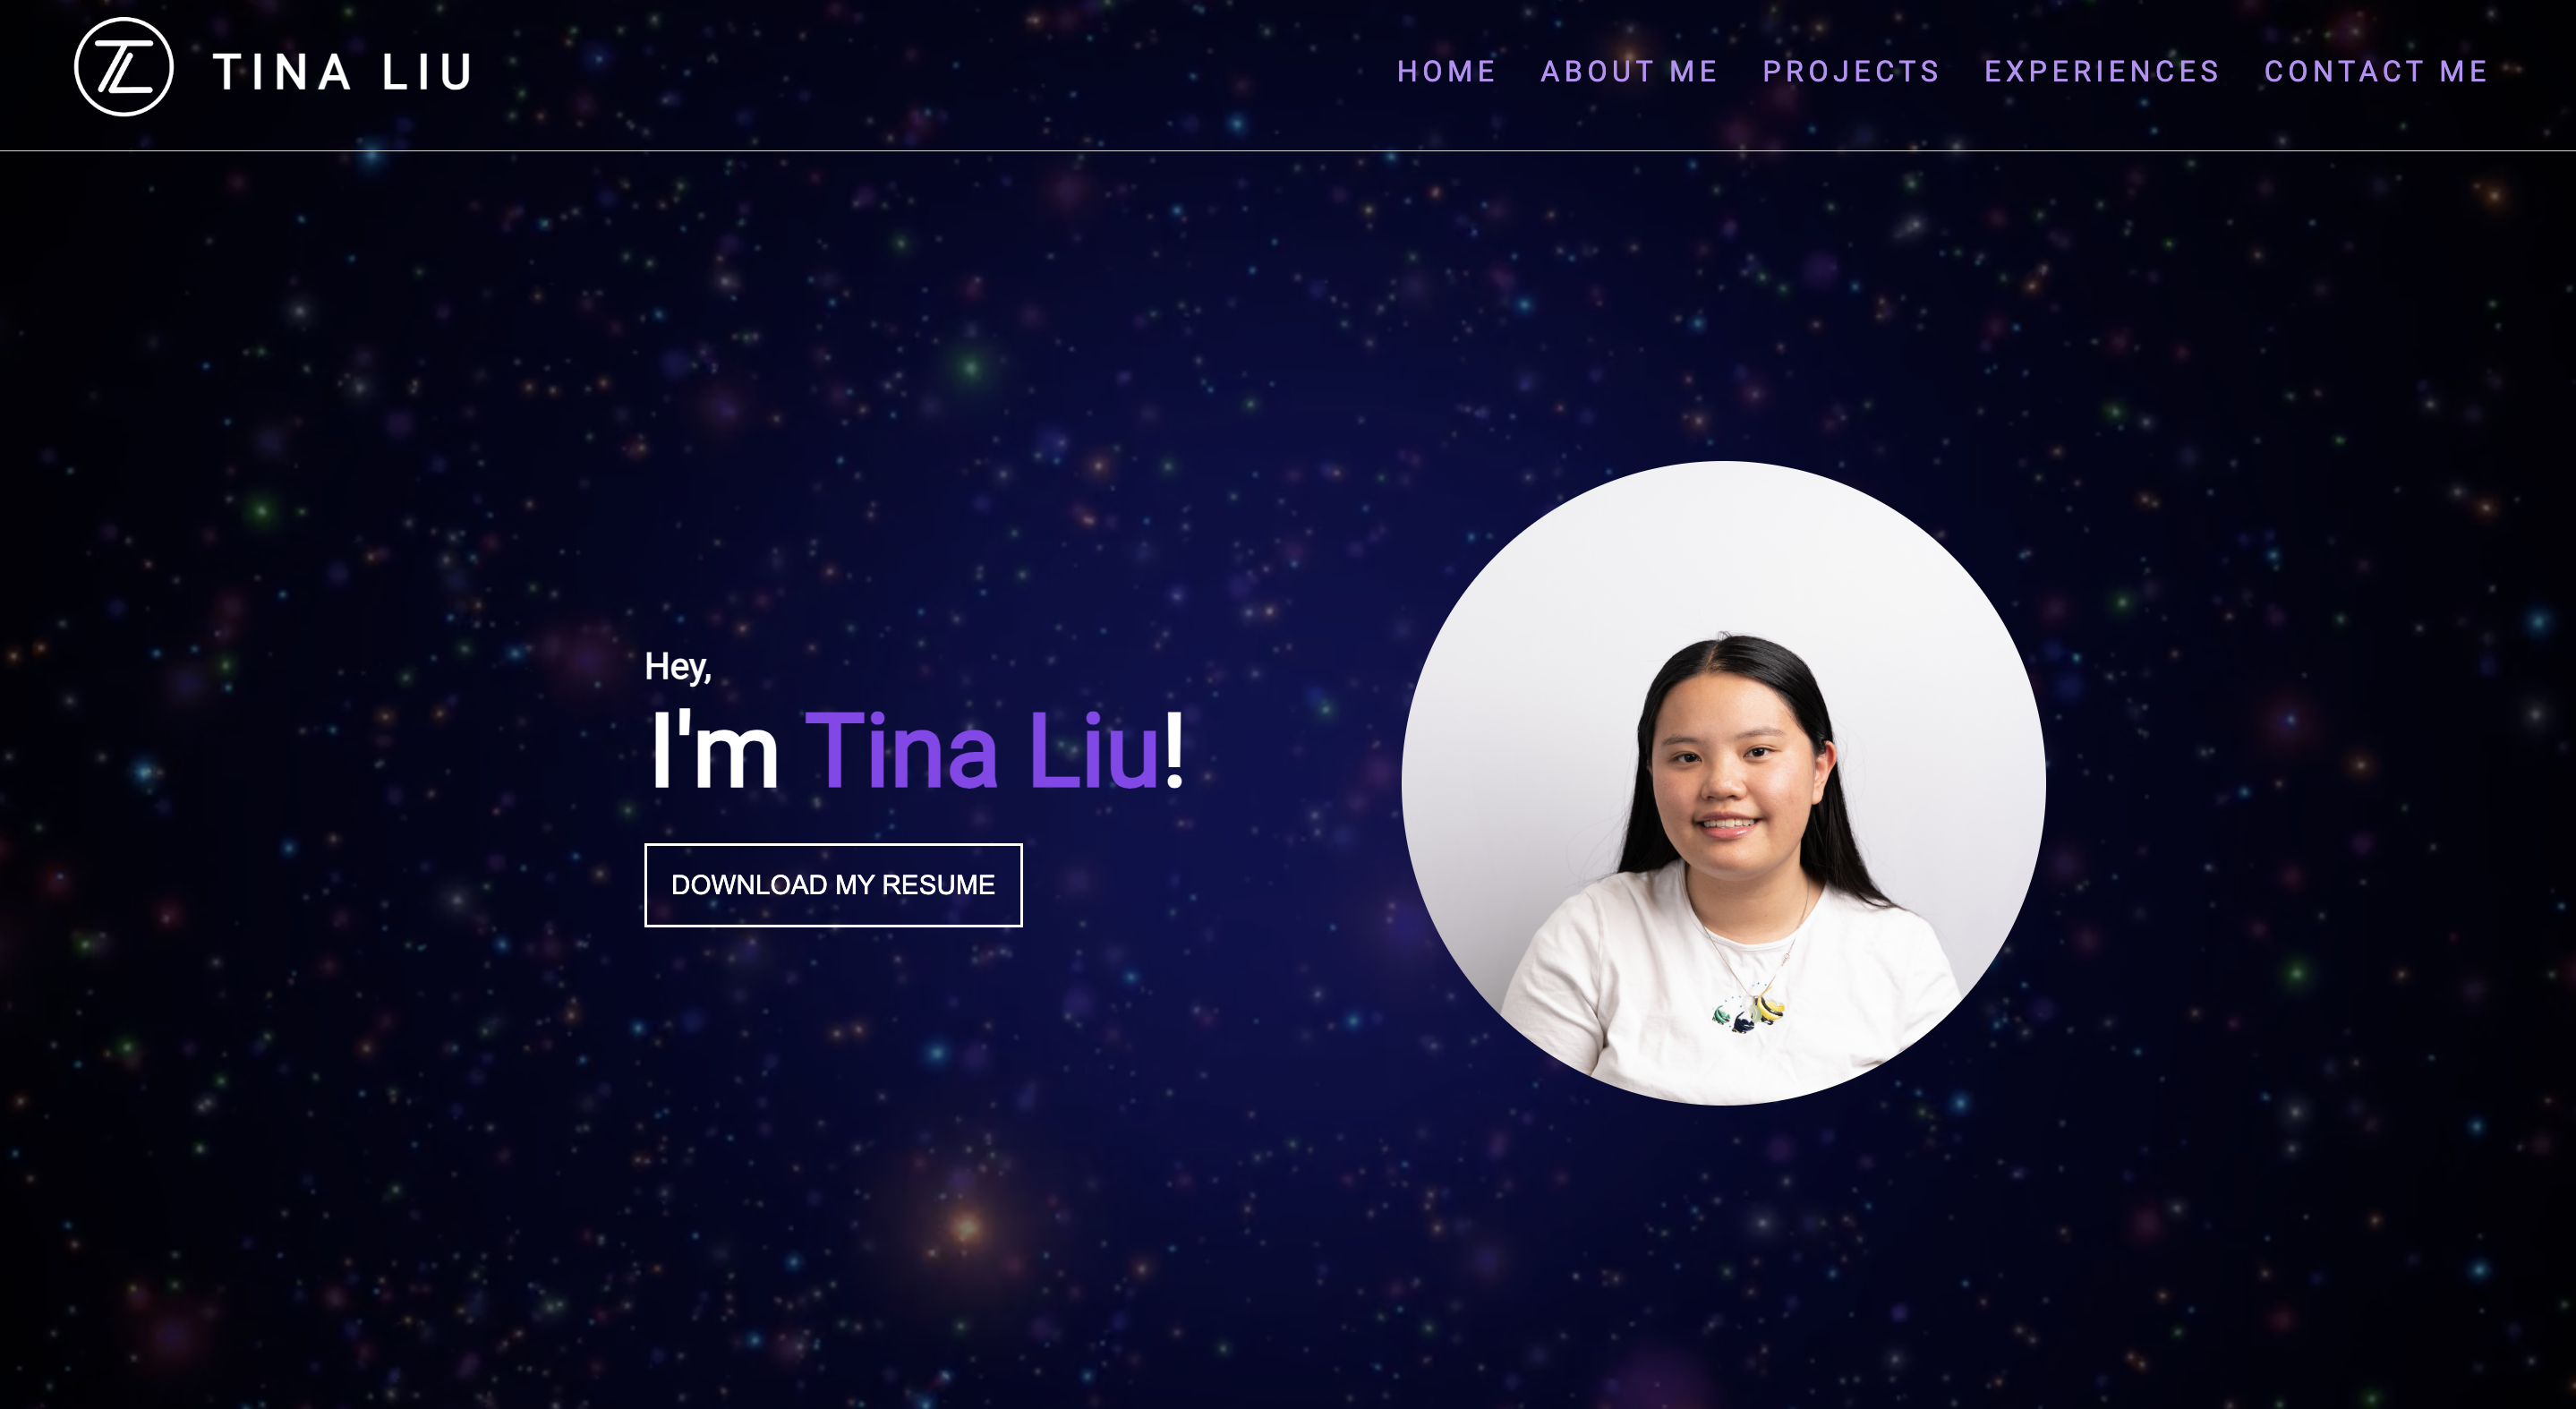 TL TINA LIU
HOME ABOUT ME PROJECTS EXPERIENCES CONTACT ME
Hey,
I'm Tina Liu!
DOWNLOAD MY RESUME